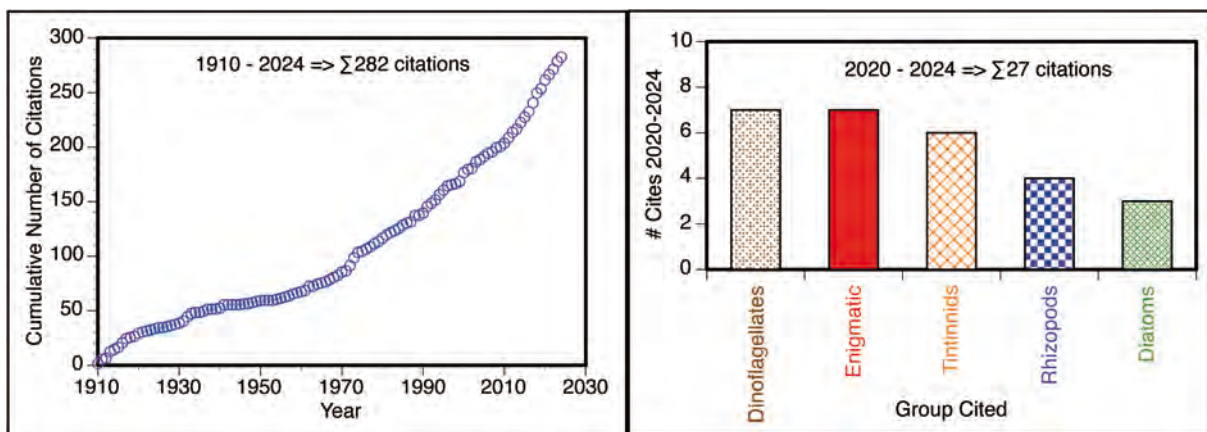 1910 - 2024 => ∑282 citations
Cumulative Number of Citations
300
250
200
150
100
50
0
1910
1930
1950
1970
1990
2010
2030
Year
2020 - 2024 => ∑27 citations
# Cites 2020-2024
10
8
6
4
2
0
Dinoflagellates
Enigmatic
Tintinnids
Rhizopods
Diatoms
Group Cited